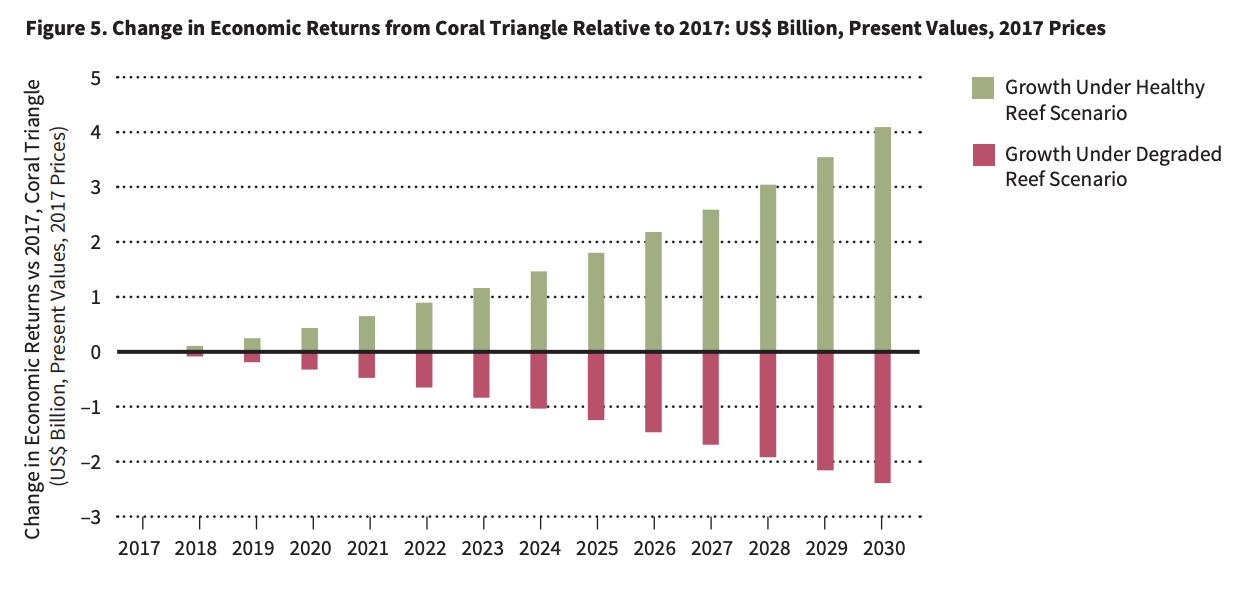 Figure 5. Change in Economic Returns from Coral Triangle Relative to 2017: US$ Billion, Present Values, 2017 Prices
Change in Economic Returns vs 2017, Coral Triangle
(US$ Billion, Present Values, 2017 Prices)
5
4
3
2
1
0
–1
–2
–3
2017 2018 2019 2020 2021 2022 2023 2024 2025 2026 2027 2028 2029 2030
Growth Under Healthy
Reef Scenario
Growth Under Degraded
Reef Scenario